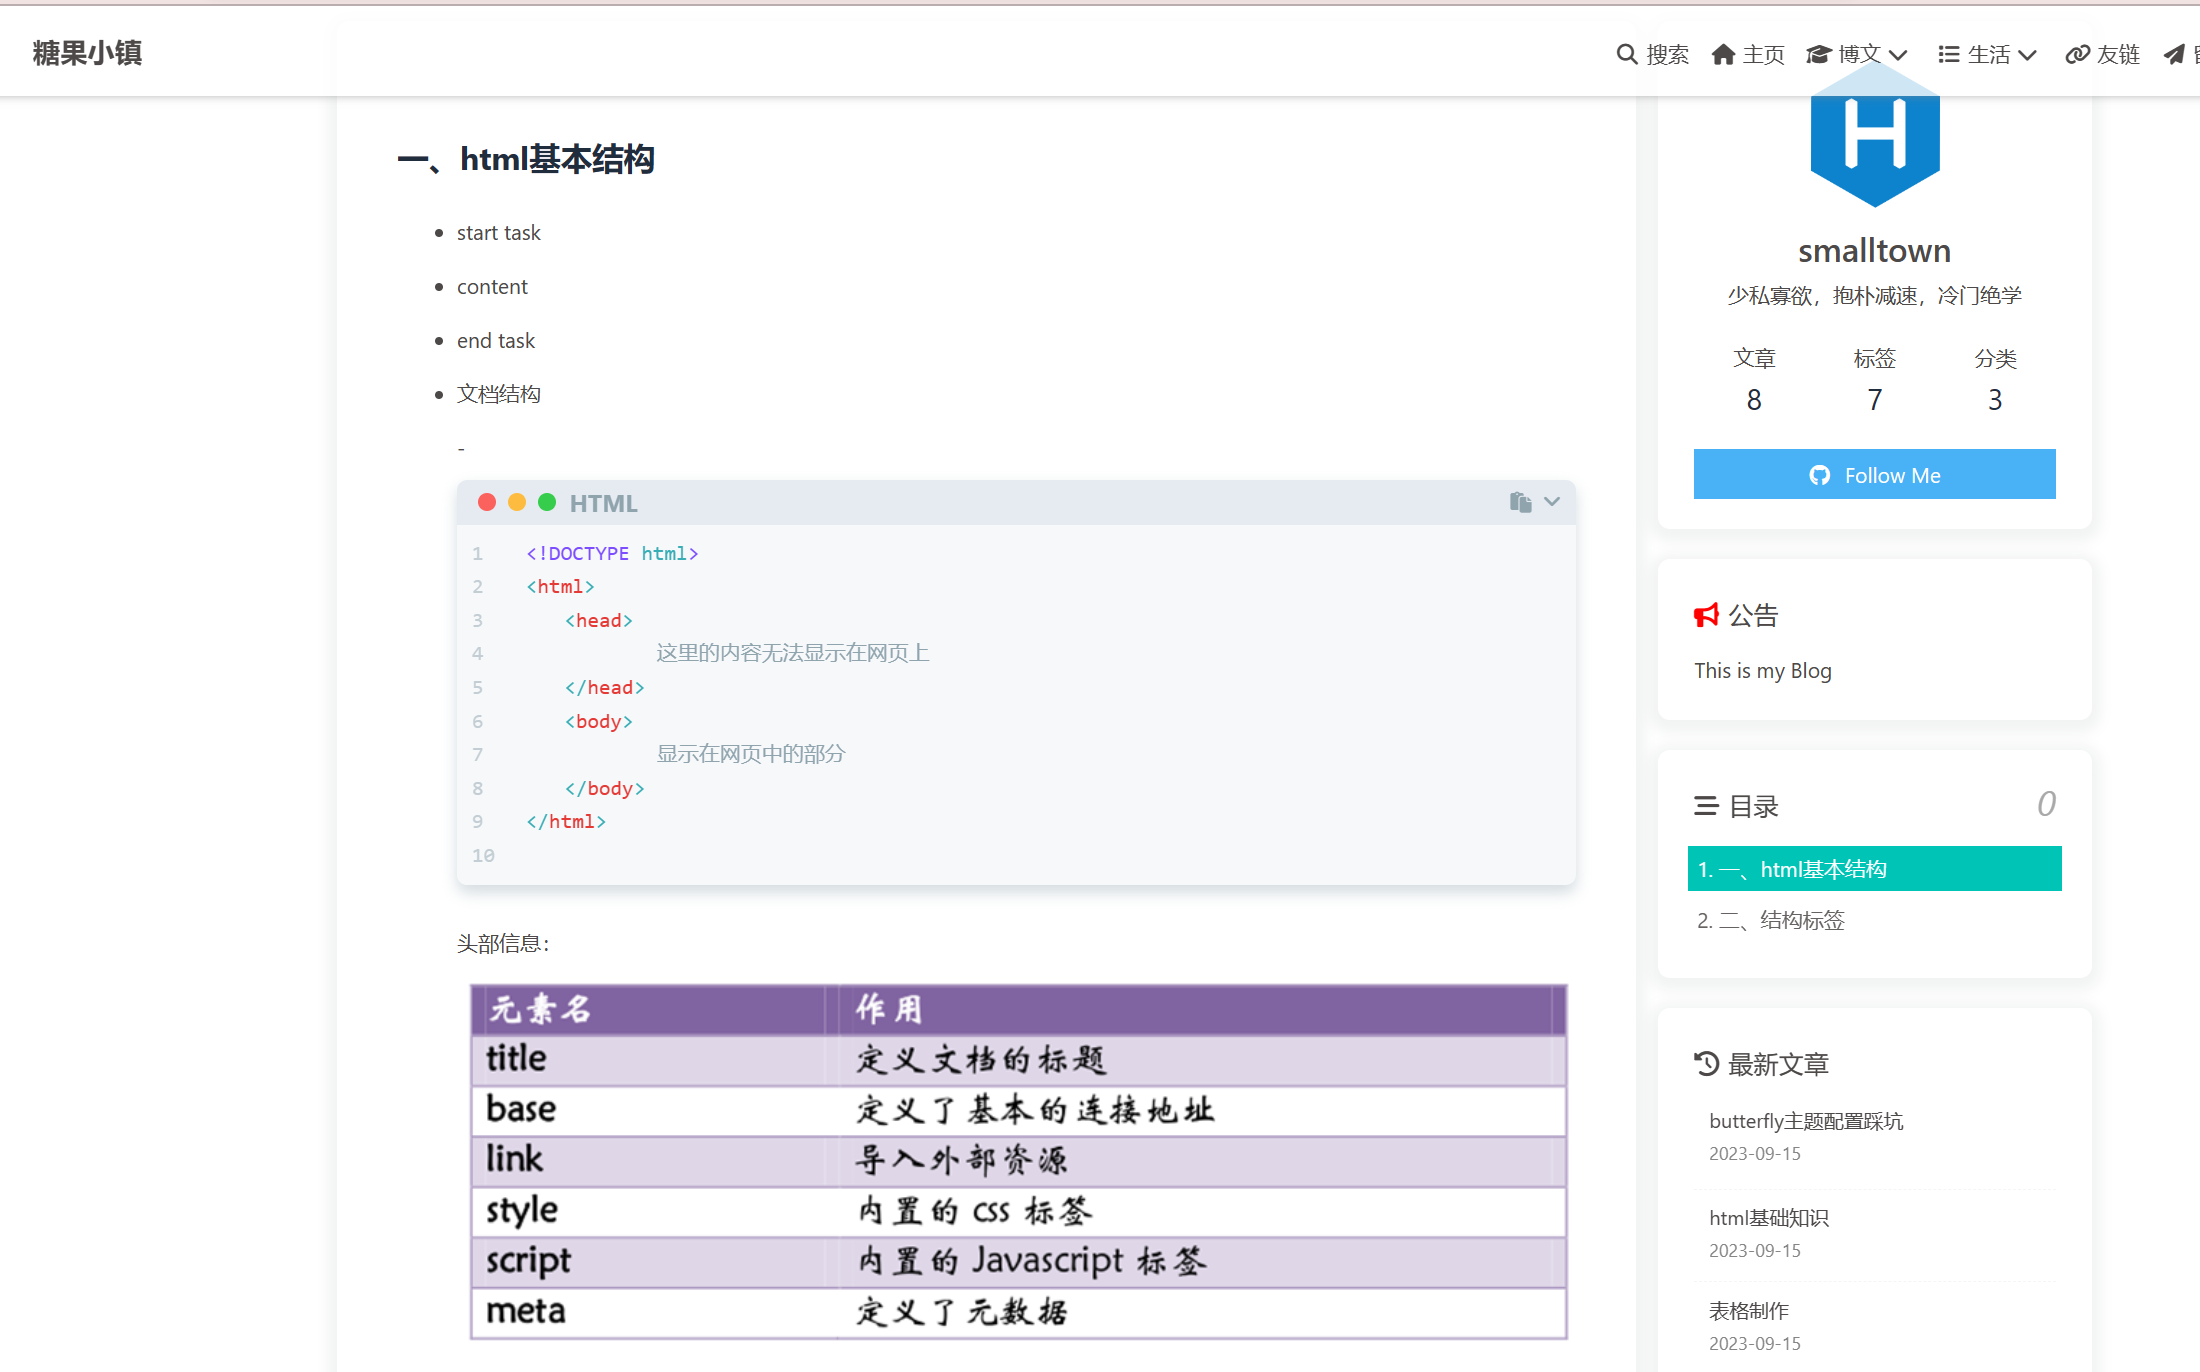 糖果小镇
搜索 主页 博文 生活 友链
一、html基本结构
start task
content
end task
文档结构
-
HTML
1 <!DOCTYPE html>
2 <html>
3 <head>
4 这里的内容无法显示在网页上
5 </head>
6 <body>
7 显示在网页中的部分
8 </body>
9 </html>
10
头部信息：
元素名 作用
title 定义文档的标题
base 定义了基本的连接地址
link 导入外部资源
style 内置的 css 标签
script 内置的 Javascript 标签
meta 定义了元数据
H
smalltown
少私寡欲，抱朴减速，冷门绝学
文章 标签 分类
8 7 3
Follow Me
公告
This is my Blog
目录 0
1. 一、html基本结构
2. 二、结构标签
最新文章
butterfly主题配置踩坑
2023-09-15
html基础知识
2023-09-15
表格制作
2023-09-15